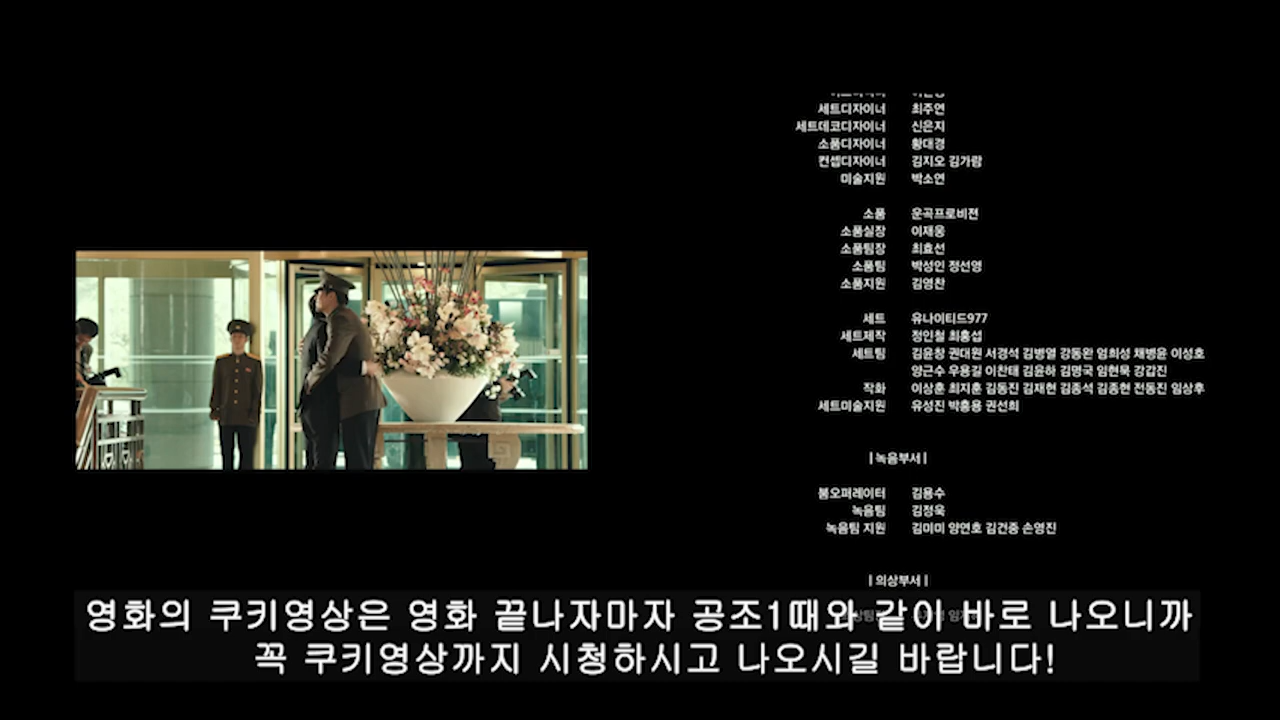 세트디자이너 최주연
세트데코디자이너 신은지
소품디자이너 황대경
컨셉디자이너 김지오 김가람
미술지원 박소연
소품 운곡프로비젼
소품실장 이재웅
소품팀장 최효선
소품팀 박성인 정선영
소품지원 김영찬
세트 유나이티드977
세트제작 정인철 최홍섭
세트팀 김윤창 권대원 서경석 김병열 강동완 엄희성 채병윤 이성호
양근수 우용길 이찬태 김윤하 김명국 임현묵 강갑진
작화 이상훈 최지훈 김동진 김재현 김종석 김종현 전동진 임상후
세트미술지원 유성진 박홍용 권선희
|녹음부서|
붐오퍼레이터 김용수
녹음팀 김정욱
녹음팀 지원 김미미 양연호 김건중 손영진
|의상부서|
영화의 쿠키영상은 영화 끝나자마자 공조1때와 같이 바로 나오니까
꼭 쿠키영상까지 시청하시고 나오시길 바랍니다!